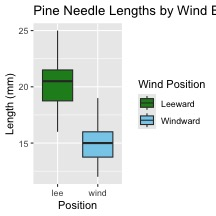 Pine Needle Lengths by Wind E
25
20
15
Length (mm)
lee wind
Position
Wind Position
Leeward
Windward